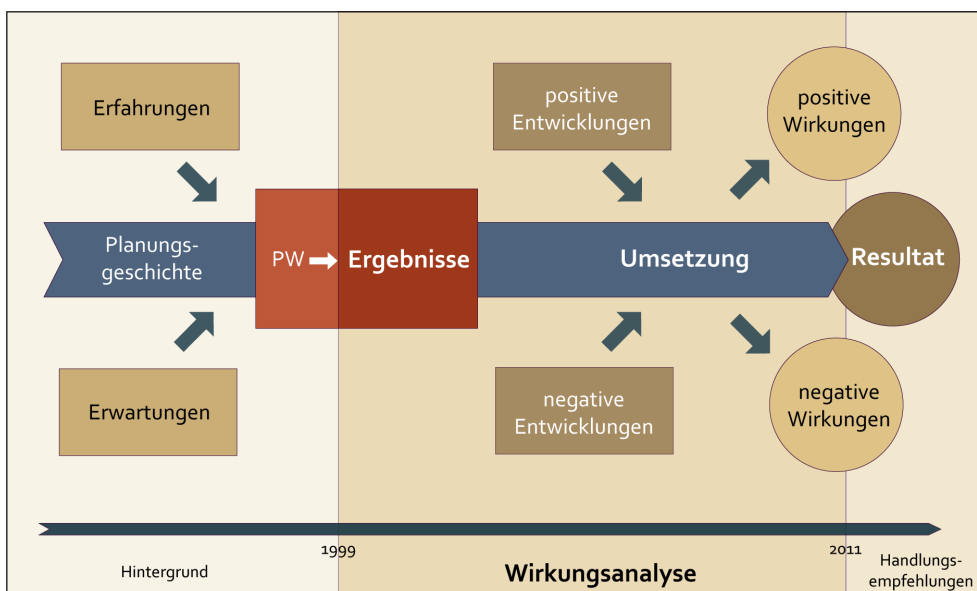 Erfahrungen
positive
Entwicklungen
positive
Wirkungen
Planungs-
geschichte
PW
Ergebnisse
Umsetzung
Resultat
Erwartungen
negative
Entwicklungen
negative
Wirkungen
1999
2011
Hintergrund
Wirkungsanalyse
Handlungs-
empfehlungen